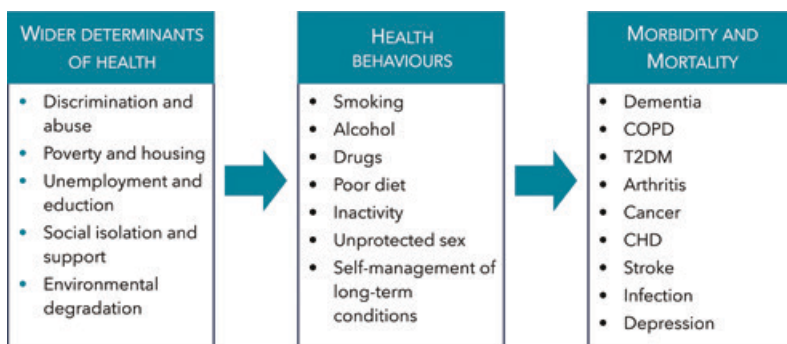 WIDER DETERMINANTS
OF HEALTH
• Discrimination and
abuse
• Poverty and housing
• Unemployment and
eduction
• Social isolation and
support
• Environmental
degradation
HEALTH
BEHAVIOURS
• Smoking
• Alcohol
• Drugs
• Poor diet
• Inactivity
• Unprotected sex
• Self-management of
long-term
conditions
MORBIDITY AND
MORTALITY
• Dementia
• COPD
• T2DM
• Arthritis
• Cancer
• CHD
• Stroke
• Infection
• Depression